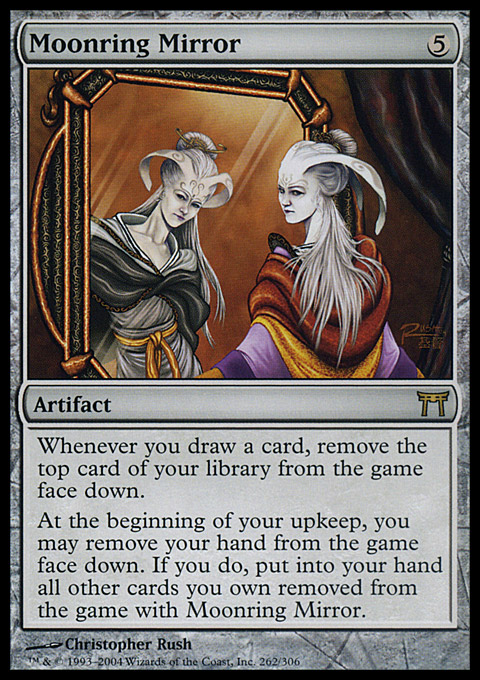 Moonring Mirror 5
Artifact
Whenever you draw a card, remove the
top card of your library from the game
face down.
At the beginning of your upkeep, you
may remove your hand from the game
face down. If you do, put into your hand
all other cards you own removed from
the game with Moonring Mirror.
Christopher Rush
™ & © 1993–2004 Wizards of the Coast, Inc. 262/306